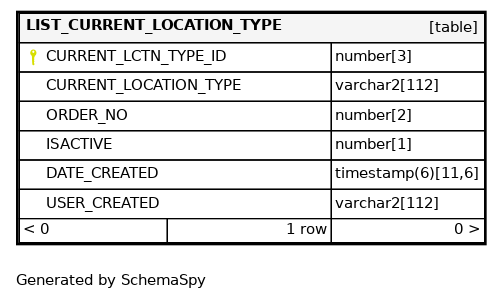 LIST_CURRENT_LOCATION_TYPE [table]
CURRENT_LCTN_TYPE_ID number[3]
CURRENT_LOCATION_TYPE varchar2[112]
ORDER_NO number[2]
ISACTIVE number[1]
DATE_CREATED timestamp(6)[11,6]
USER_CREATED varchar2[112]
< 0 1 row 0 >
Generated by SchemaSpy